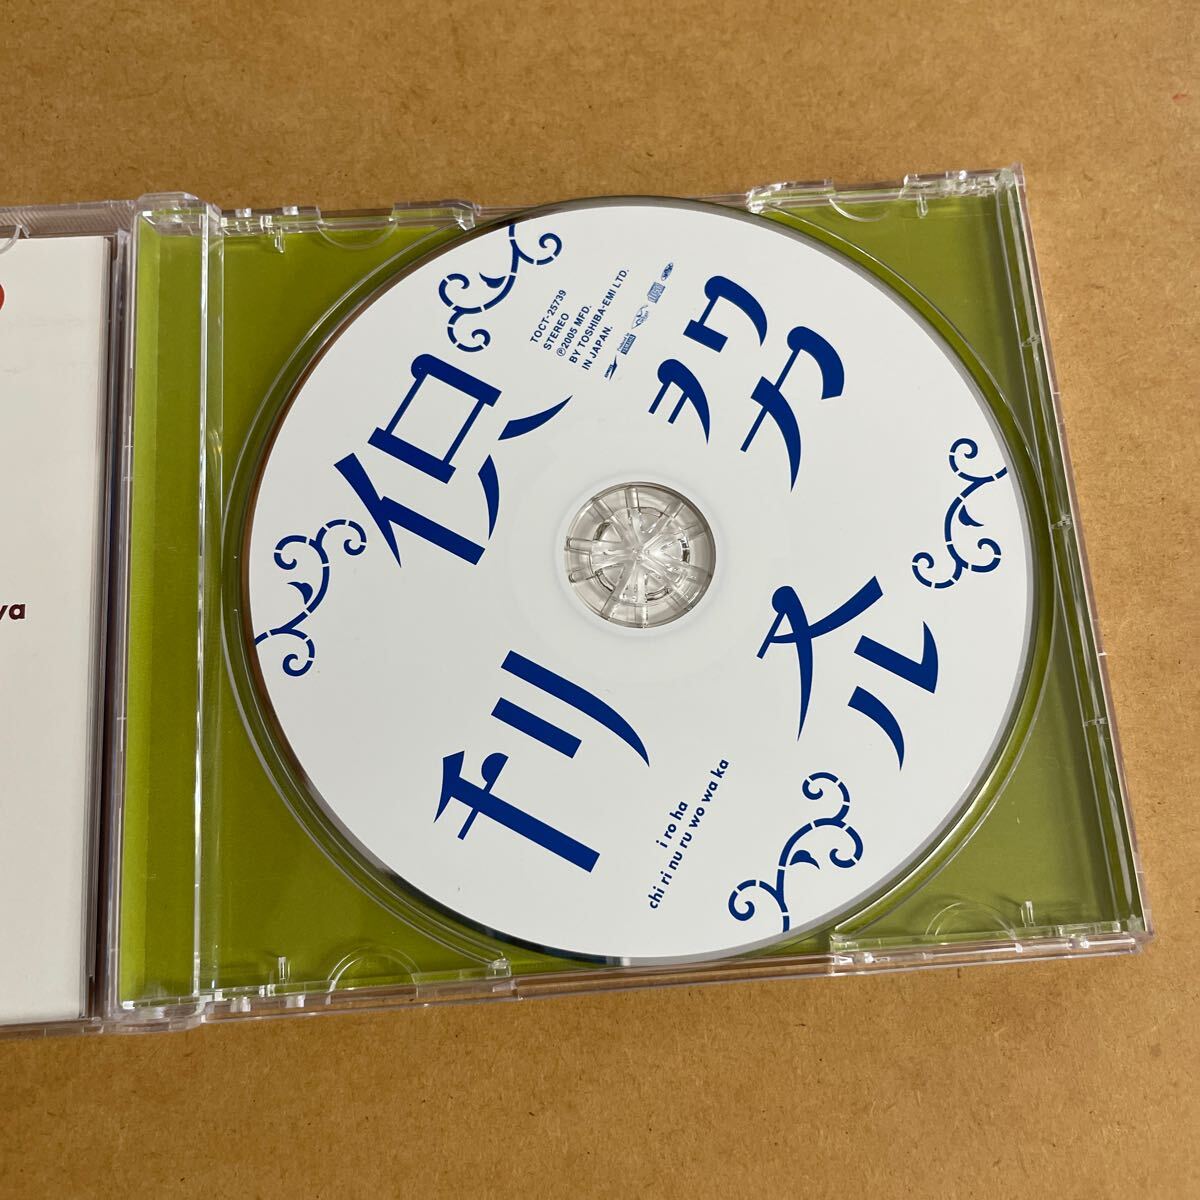 イロハ
チリ
ヌル
ヲワカ
TOCT-25739
STEREO
℗2005 MFD.
BY TOSHIBA-EMI LTD.
IN JAPAN.
i ro ha
chi ri nu ru wo wa ka